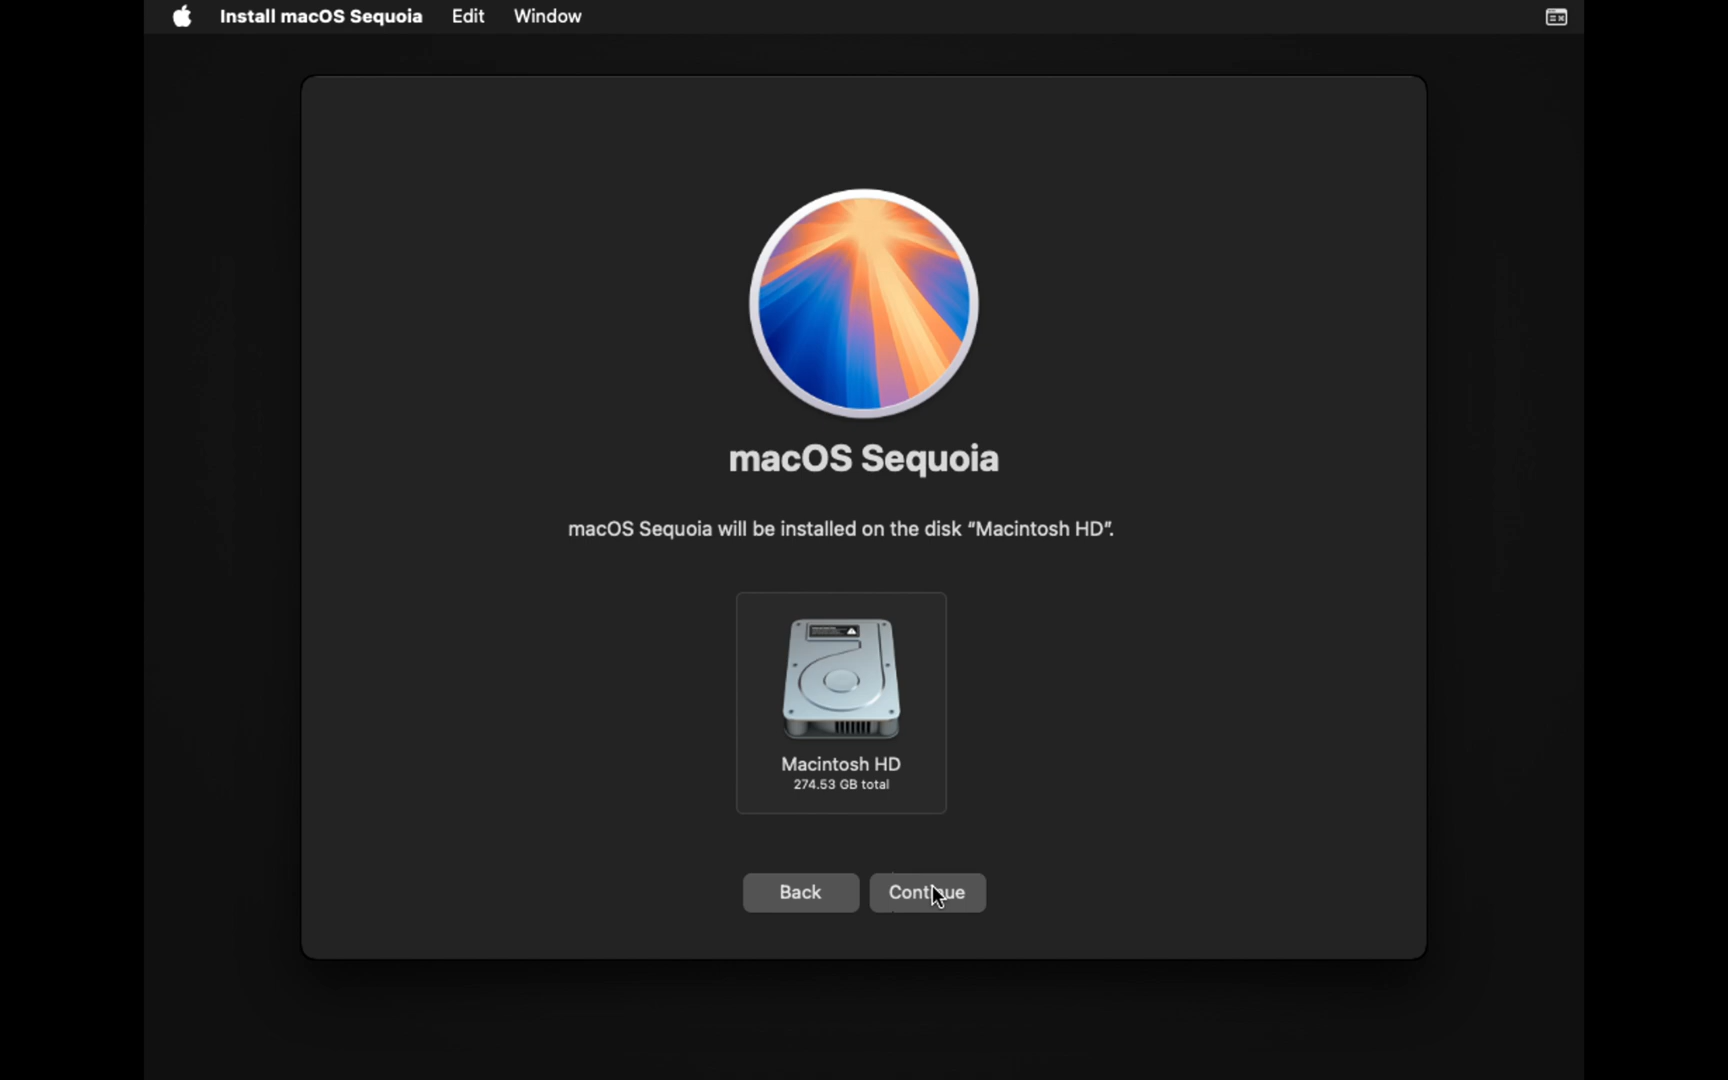 Install macOS Sequoia Edit Window
macOS Sequoia
macOS Sequoia will be installed on the disk “Macintosh HD”.
Macintosh HD
274.53 GB total
Back Continue